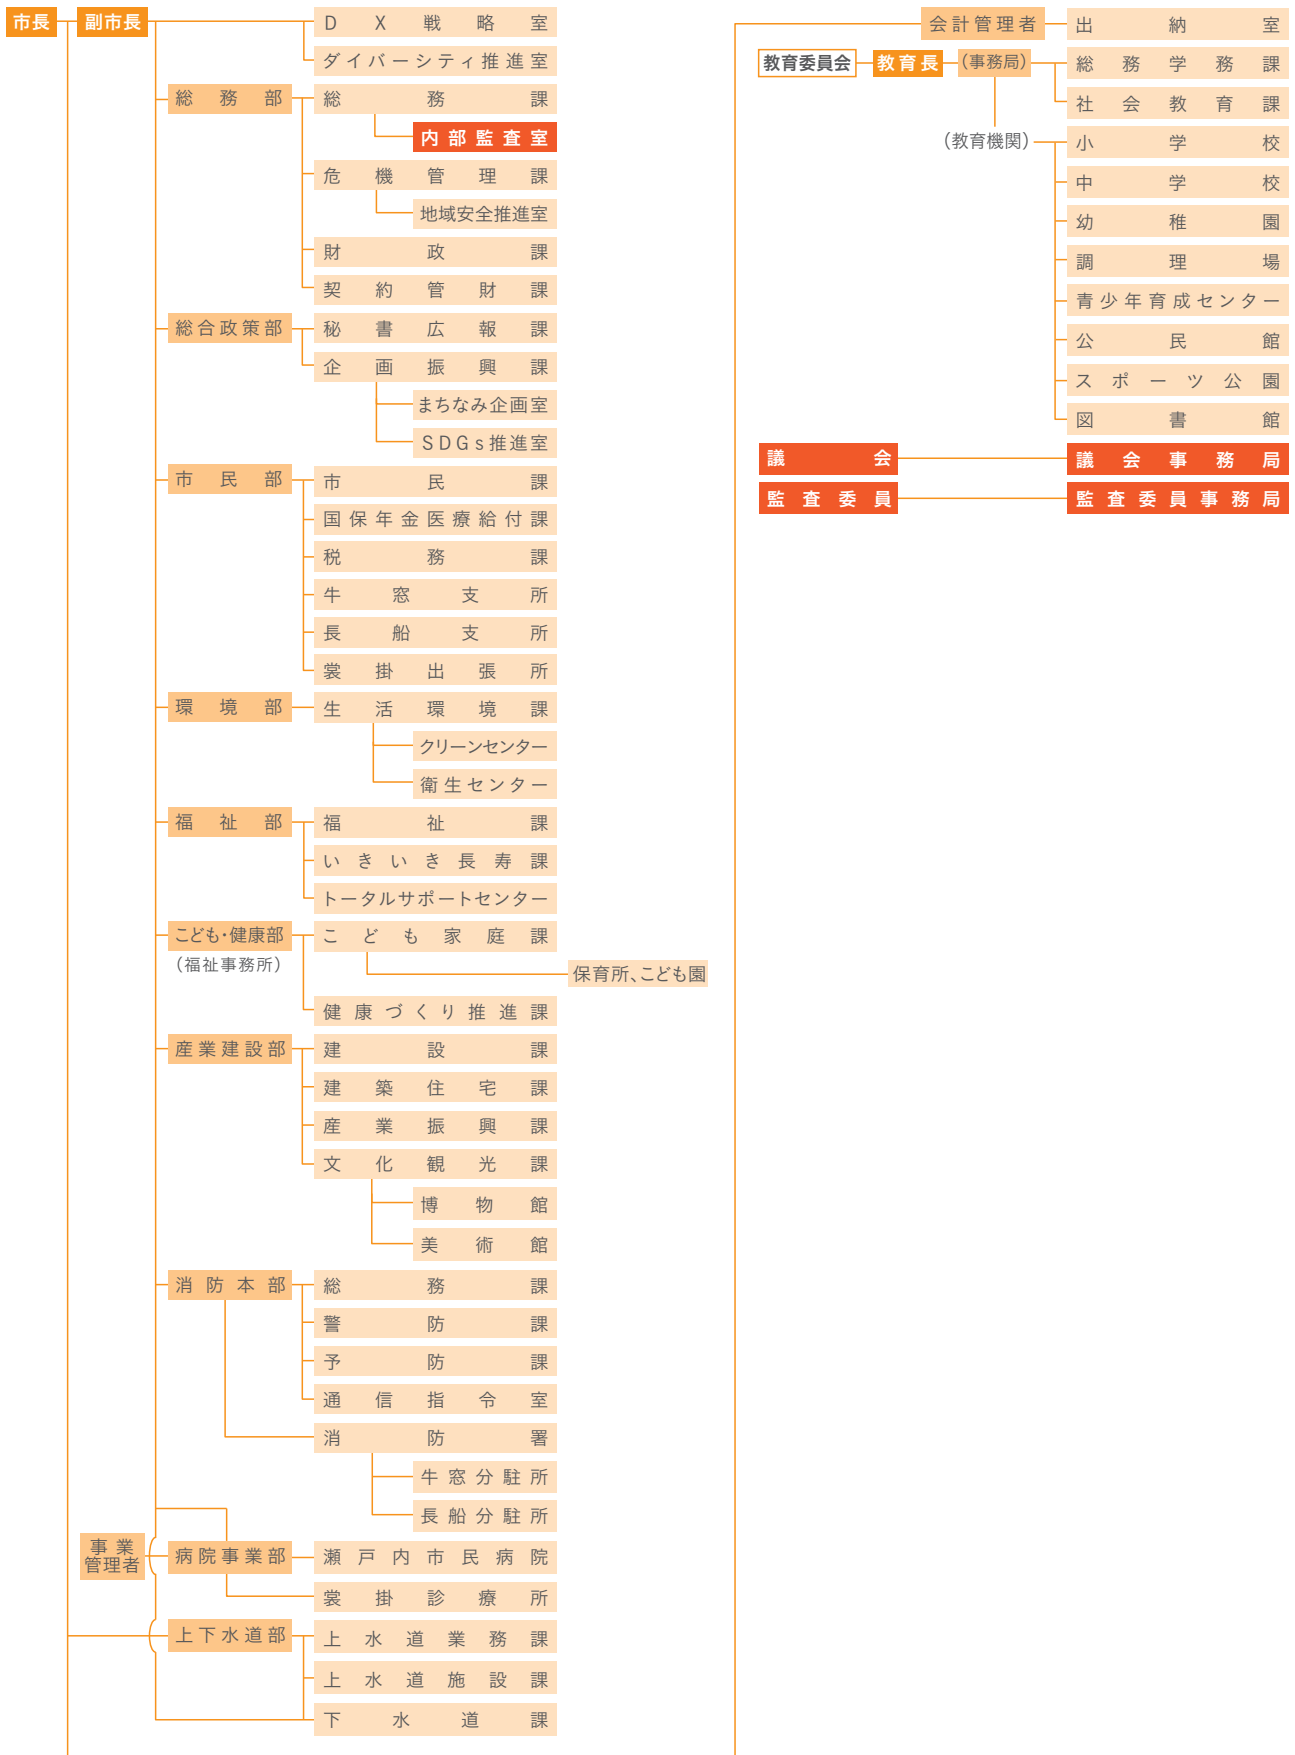 市長
副市長
DX戦略室
ダイバーシティ推進室
総務部
総務課
内部監査室
危機管理課
地域安全推進室
財政課
契約管財課
総合政策部
秘書広報課
企画振興課
まちなみ企画室
SDGs推進室
市民部
市民課
国保年金医療給付課
税務課
牛窓支所
長船支所
裳掛出張所
環境部
生活環境課
クリーンセンター
衛生センター
福祉部
福祉課
いきいき長寿課
トータルサポートセンター
こども・健康部
(福祉事務所)
こども家庭課
保育所、こども園
健康づくり推進課
産業建設部
建設課
建築住宅課
産業振興課
文化観光課
博物館
美術館
消防本部
総務課
警防課
予防課
通信指令室
消防署
牛窓分駐所
長船分駐所
事業
管理者
病院事業部
瀬戸内市民病院
裳掛診療所
上下水道部
上水道業務課
上水道施設課
下水道課
会計管理者
出納室
教育委員会
教育長
(事務局)
総務学務課
社会教育課
(教育機関)
小学校
中学校
幼稚園
調理場
青少年育成センター
公民館
スポーツ公園
図書館
議会
議会事務局
監査委員
監査委員事務局